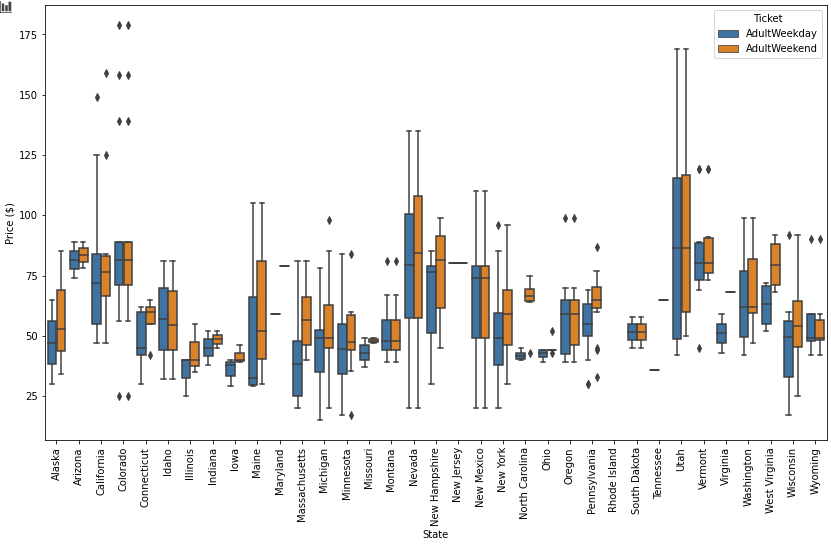 Ticket
AdultWeekday
AdultWeekend
Price ($)
175
150
125
100
75
50
25
Alaska
Arizona
California
Colorado
Connecticut
Idaho
Illinois
Indiana
Iowa
Maine
Maryland
Massachusetts
Michigan
Minnesota
Missouri
Montana
Nevada
New Hampshire
New Jersey
New Mexico
New York
North Carolina
Ohio
Oregon
Pennsylvania
Rhode Island
South Dakota
Tennessee
Utah
Vermont
Virginia
Washington
West Virginia
Wisconsin
Wyoming
State